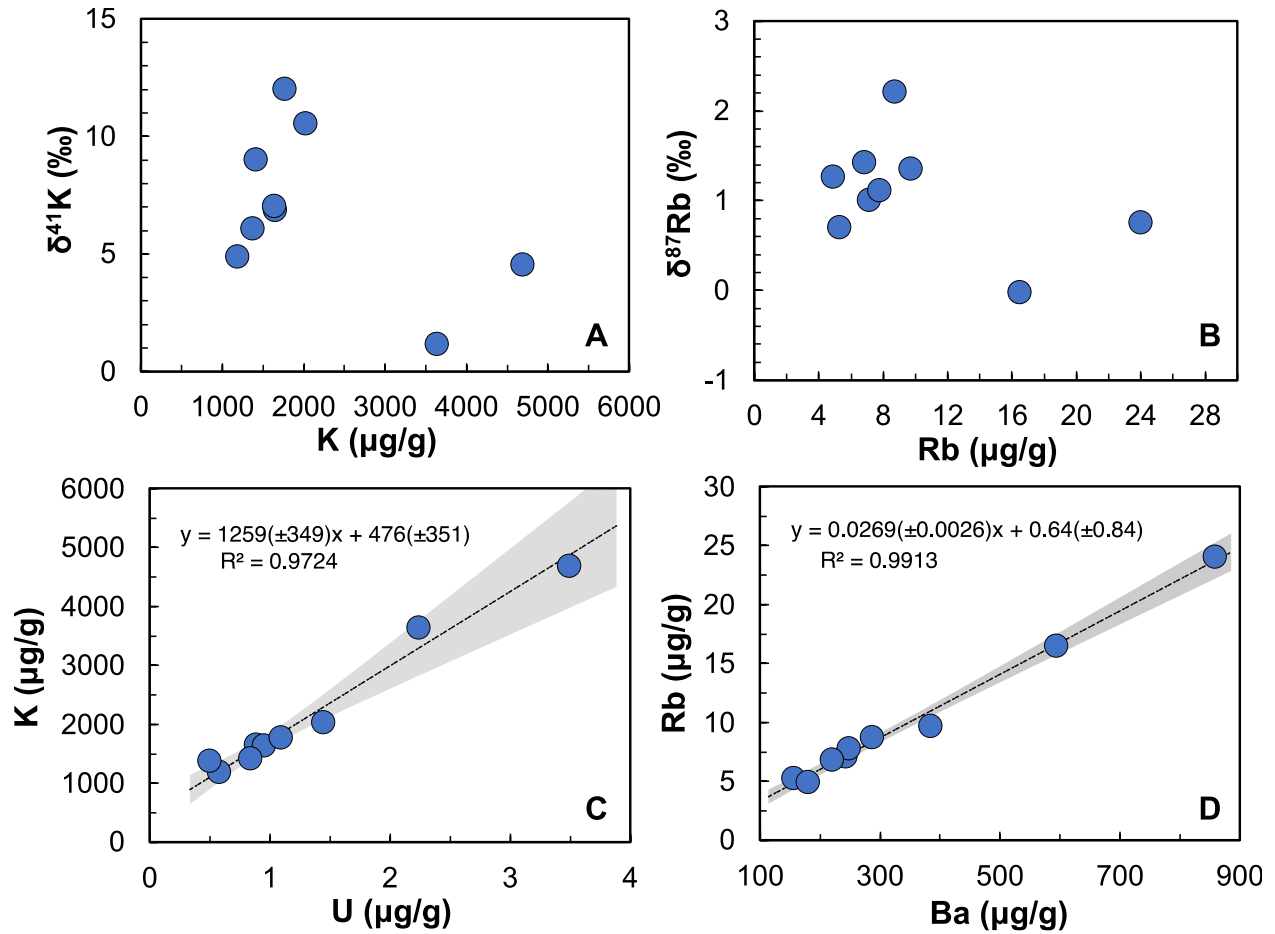 15
10
5
0
δ⁴¹K (‰)
A
0 1000 2000 3000 4000 5000 6000
K (µg/g)
3
2
1
0
-1
δ⁸⁷Rb (‰)
B
0 4 8 12 16 20 24 28
Rb (µg/g)
6000
5000
4000
3000
2000
1000
0
K (µg/g)
y = 1259(±349)x + 476(±351)
R² = 0.9724
C
0 1 2 3 4
U (µg/g)
30
25
20
15
10
5
0
Rb (µg/g)
y = 0.0269(±0.0026)x + 0.64(±0.84)
R² = 0.9913
D
100 300 500 700 900
Ba (µg/g)